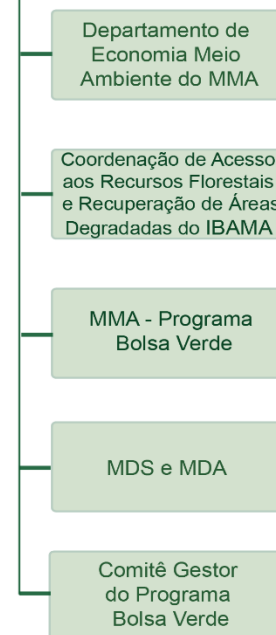 Departamento de
Economia Meio
Ambiente do MMA
Coordenação de Acesso
aos Recursos Florestais
e Recuperação de Áreas
Degradadas do IBAMA
MMA - Programa
Bolsa Verde
MDS e MDA
Comitê Gestor
do Programa
Bolsa Verde